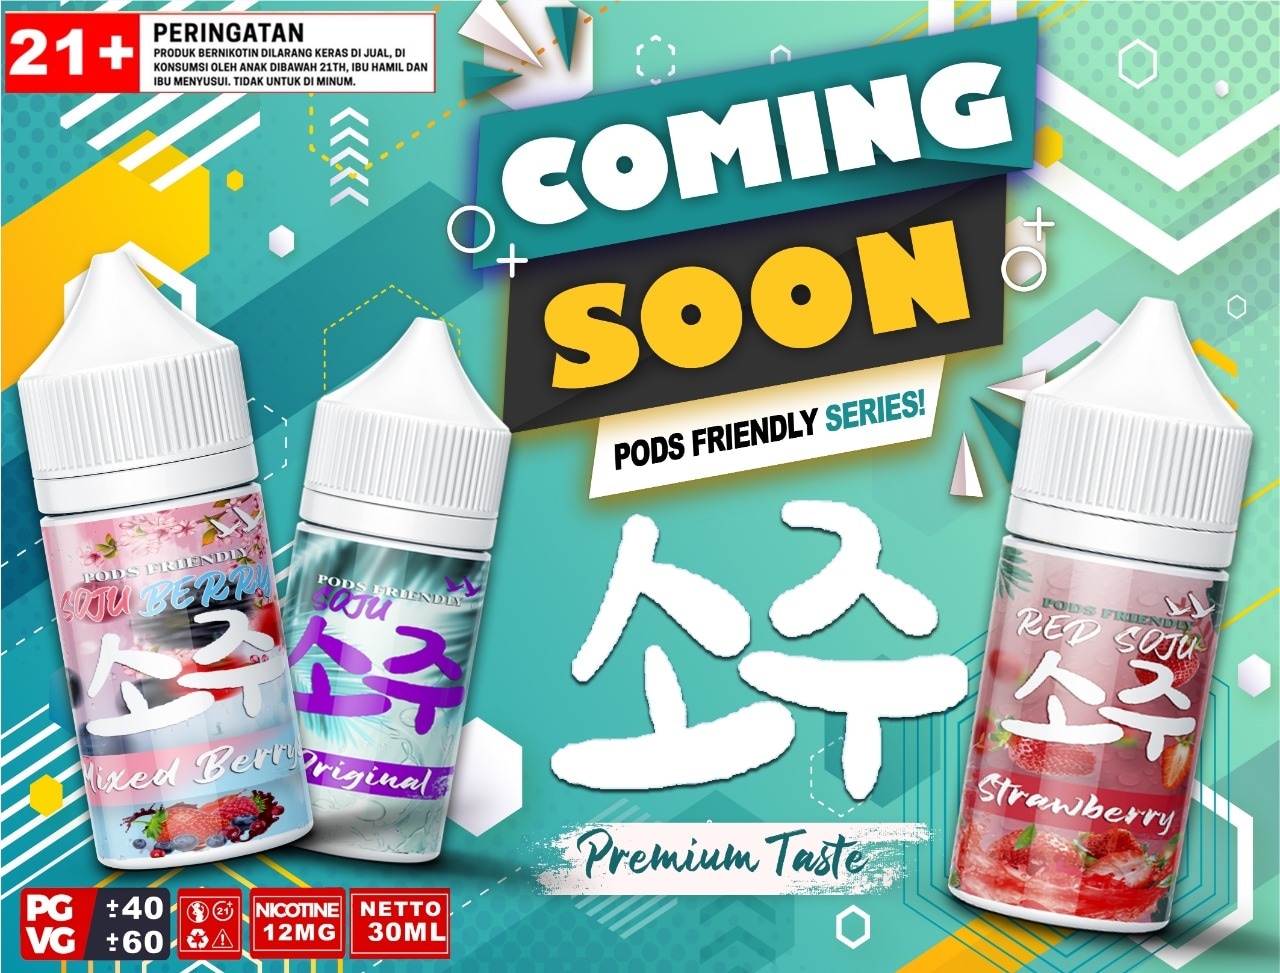 21+
PERINGATAN
PRODUK BERNIKOTIN DILARANG KERAS DI JUAL, DI
KONSUMSI OLEH ANAK DIBAWAH 21TH, IBU HAMIL DAN
IBU MENYUSUI. TIDAK UNTUK DI MINUM.
COMING
SOON
PODS FRIENDLY SERIES!
PODS FRIENDLY
SOJU BERRY
소주
Mixed Berry
PODS FRIENDLY
SOJU
소주
Original
소주
Premium Taste
PODS FRIENDLY
RED SOJU
소주
Strawberry
PG ±40
VG ±60
21+
NICOTINE
12MG
NETTO
30ML